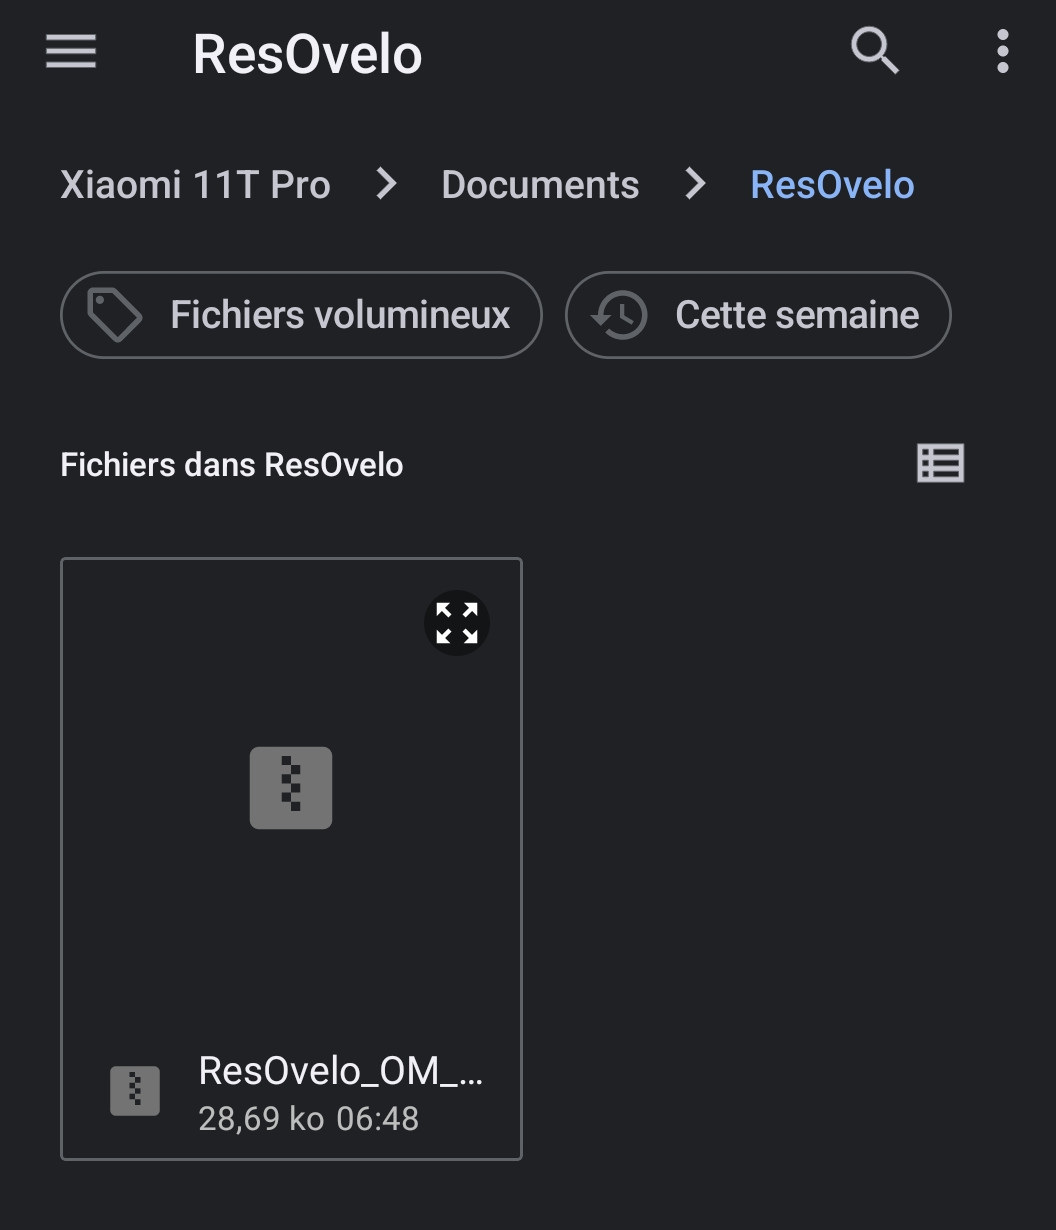 ResOvelo
Xiaomi 11T Pro > Documents > ResOvelo
Fichiers volumineux Cette semaine
Fichiers dans ResOvelo
ResOvelo_OM_...
28,69 ko 06:48